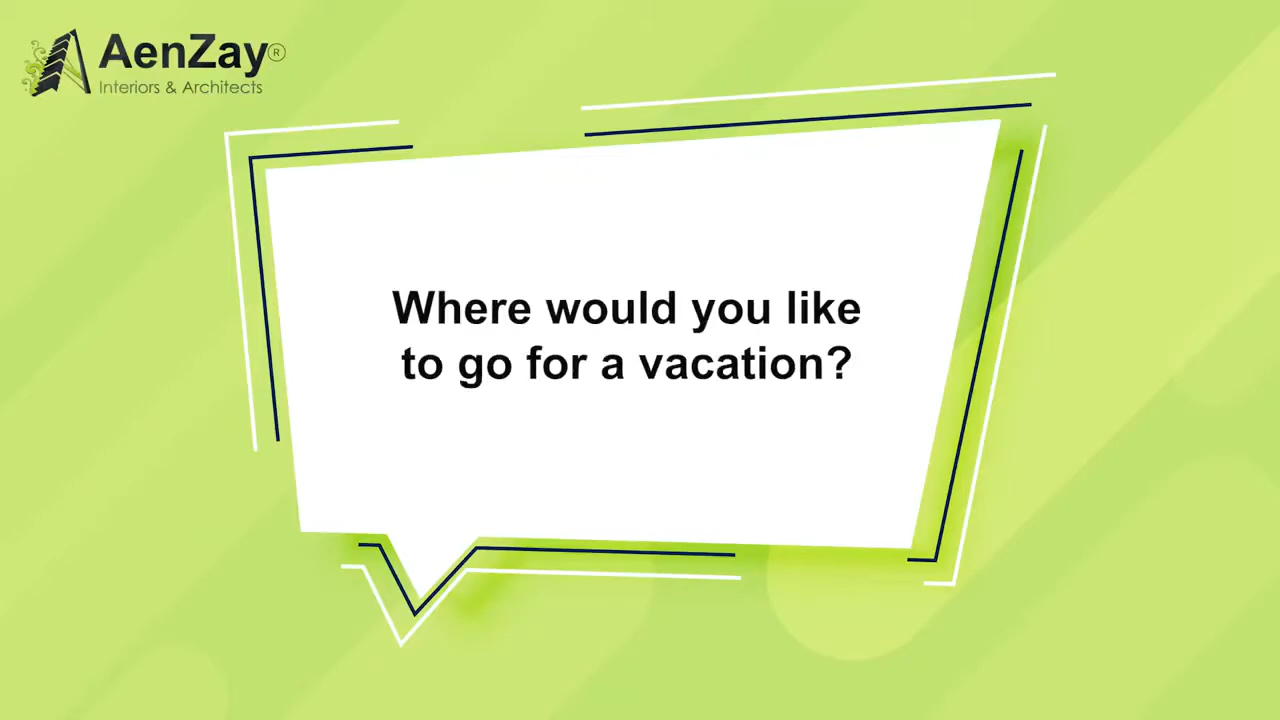 AenZay®
Interiors & Architects
Where would you like
to go for a vacation?